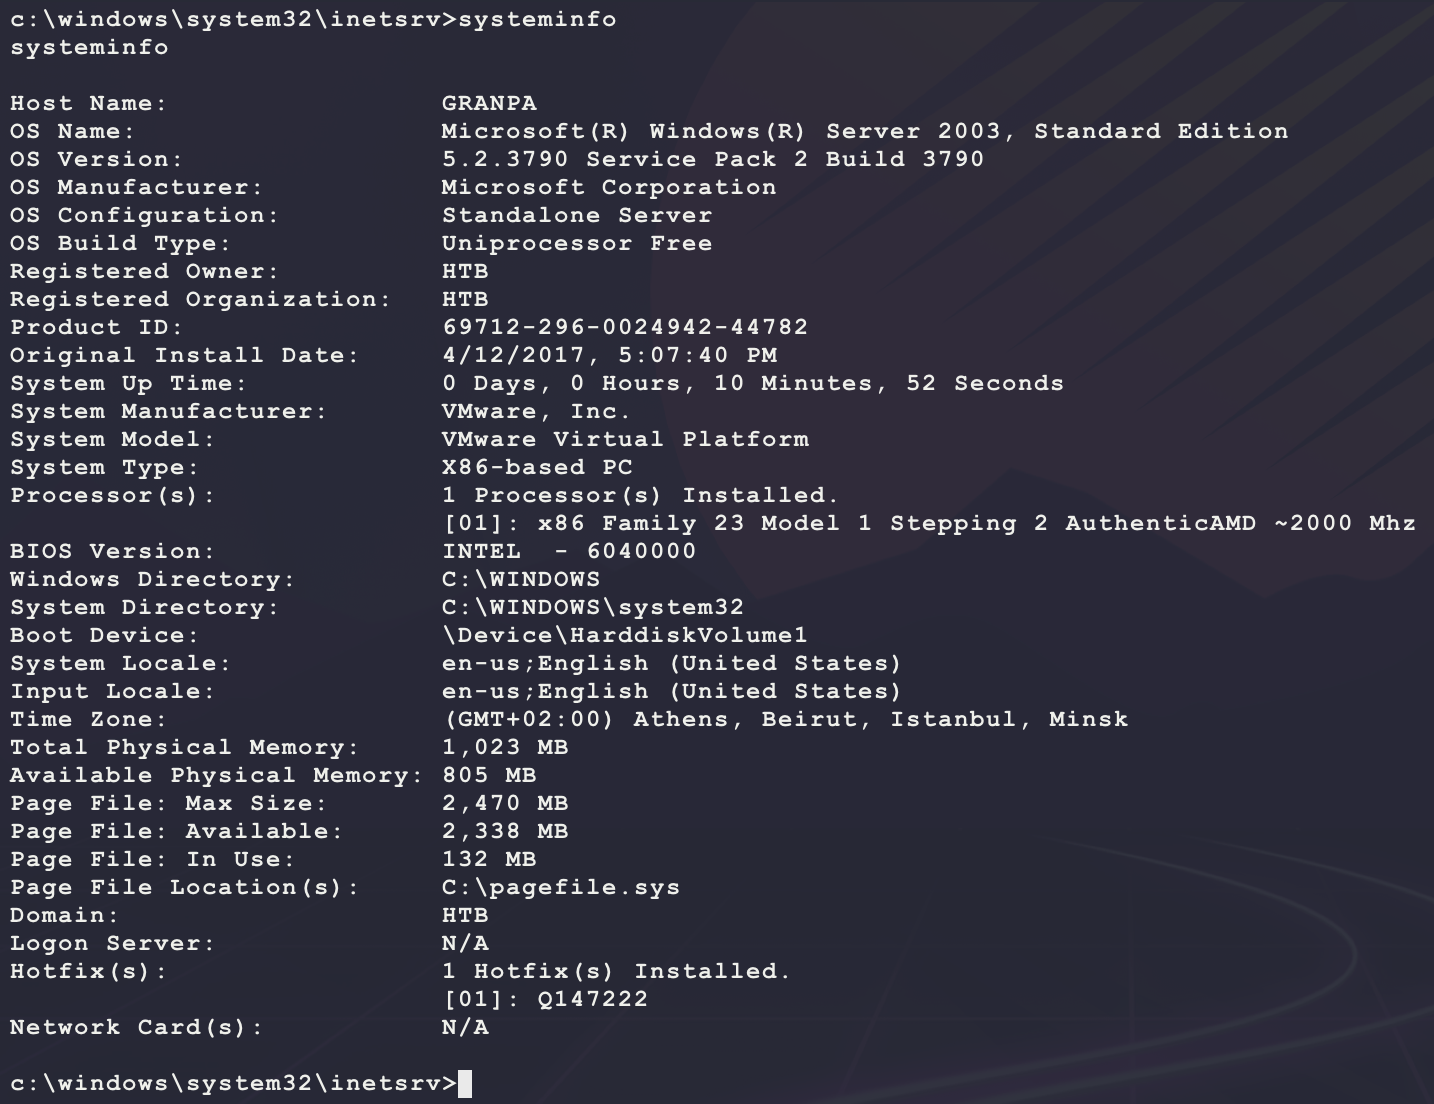 c:\windows\system32\inetsrv>systeminfo
systeminfo
Host Name: GRANPA
OS Name: Microsoft(R) Windows(R) Server 2003, Standard Edition
OS Version: 5.2.3790 Service Pack 2 Build 3790
OS Manufacturer: Microsoft Corporation
OS Configuration: Standalone Server
OS Build Type: Uniprocessor Free
Registered Owner: HTB
Registered Organization: HTB
Product ID: 69712-296-0024942-44782
Original Install Date: 4/12/2017, 5:07:40 PM
System Up Time: 0 Days, 0 Hours, 10 Minutes, 52 Seconds
System Manufacturer: VMware, Inc.
System Model: VMware Virtual Platform
System Type: X86-based PC
Processor(s): 1 Processor(s) Installed.
[01]: x86 Family 23 Model 1 Stepping 2 AuthenticAMD ~2000 Mhz
BIOS Version: INTEL  - 6040000
Windows Directory: C:\WINDOWS
System Directory: C:\WINDOWS\system32
Boot Device: \Device\HarddiskVolume1
System Locale: en-us;English (United States)
Input Locale: en-us;English (United States)
Time Zone: (GMT+02:00) Athens, Beirut, Istanbul, Minsk
Total Physical Memory: 1,023 MB
Available Physical Memory: 805 MB
Page File: Max Size: 2,470 MB
Page File: Available: 2,338 MB
Page File: In Use: 132 MB
Page File Location(s): C:\pagefile.sys
Domain: HTB
Logon Server: N/A
Hotfix(s): 1 Hotfix(s) Installed.
[01]: Q147222
Network Card(s): N/A
c:\windows\system32\inetsrv>